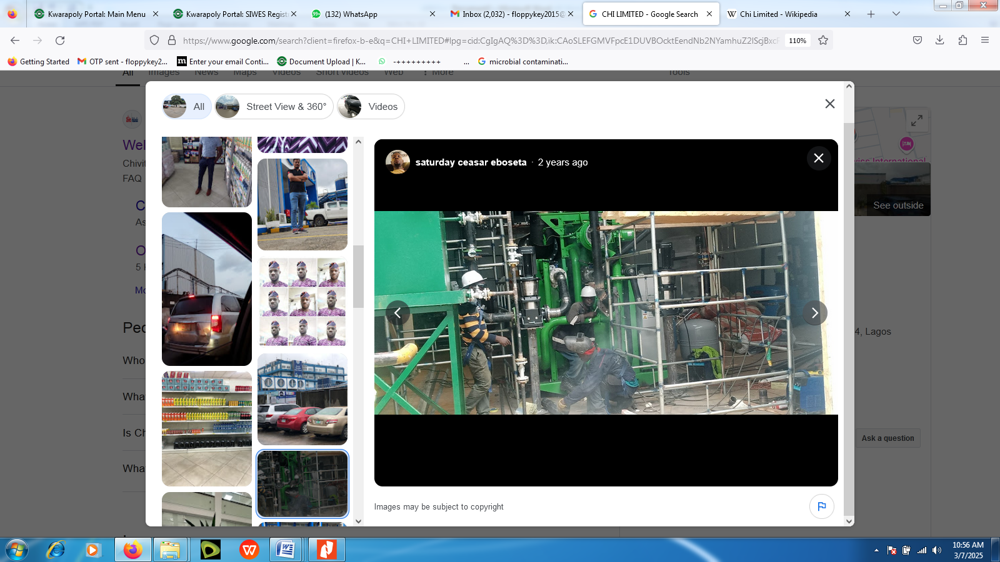 Kwarapoly Portal: Main Menu
Kwarapoly Portal: SIWES Regist
(132) WhatsApp
Inbox (2,032) - floppykey2015@
CHI LIMITED - Google Search
Chi Limited - Wikipedia
https://www.google.com/search?client=firefox-b-e&q=CHI+LIMITED#lpg=cid:CgIgAQ%3D%3D,ik:
110%
Getting Started
OTP sent - floppykey2...
Enter your email Conti...
Document Upload | K...
-+++++++++ ...
microbial contaminati...
All Images News Maps Videos Short videos Web More Tools
All
Street View & 360°
Videos
Wel
Chivit
FAQ
C
As
O
5
Mo
Peo
Who
What
Is Ch
Wha
saturday ceasar eboseta · 2 years ago
Images may be subject to copyright
See outside
4, Lagos
Ask a question
10:56 AM
3/7/2025